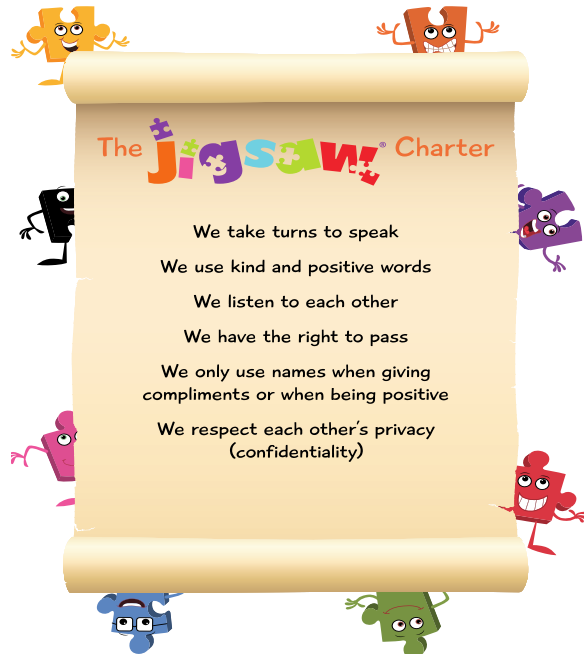 The jigsaw!® Charter
We take turns to speak
We use kind and positive words
We listen to each other
We have the right to pass
We only use names when giving
compliments or when being positive
We respect each other's privacy
(confidentiality)